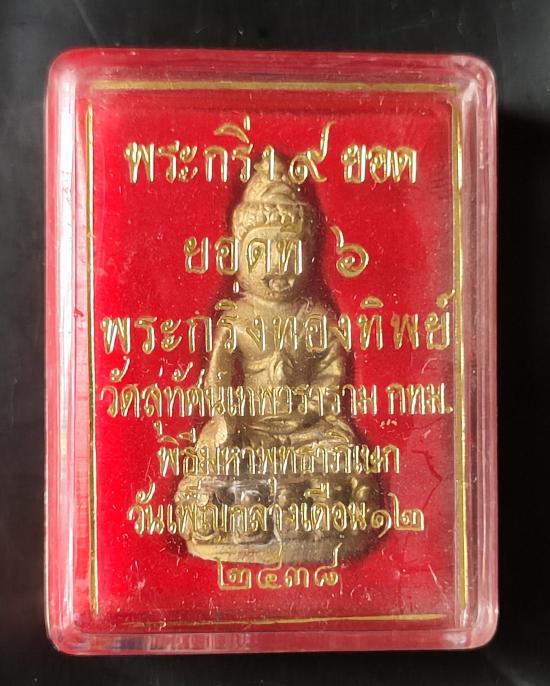 พระกริ่ง ๙ ยอด
ยอดที่ ๖
พระกริ่งทองทิพย์
วัดสุทัศน์เทพวราราม กทม.
พิธีมหาพุทธาภิเษก
วันเพ็ญกลางเดือน ๑๒
๒๕๓๘